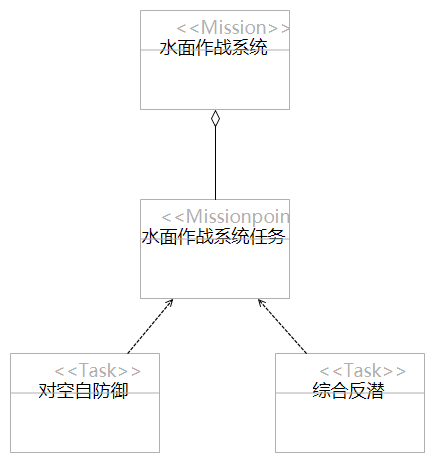 <<Mission>>
水面作战系统
<<Missionpoin
水面作战系统任务
<<Task>>
对空自防御
<<Task>>
综合反潜